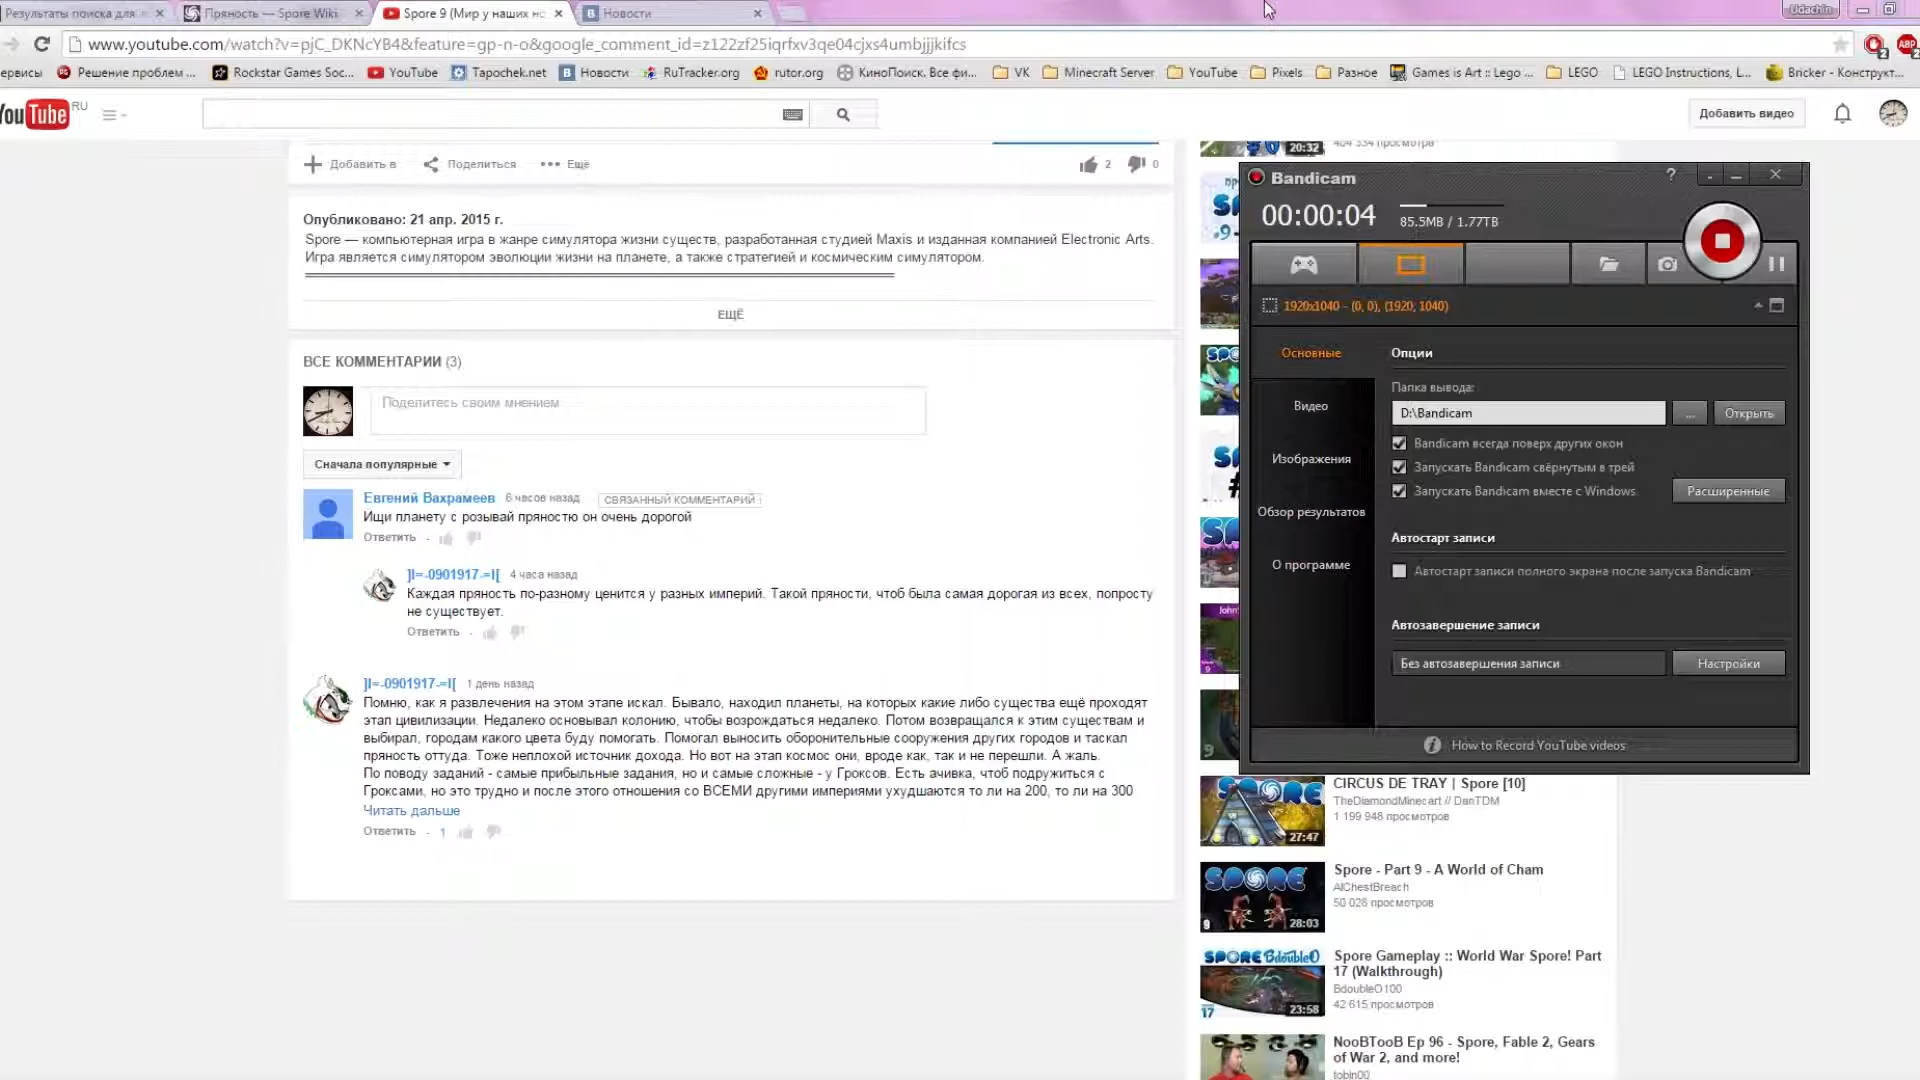 Результаты поиска для
Пряность — Spore Wiki
Spore 9 (Мир у наших но
Новости
Udachin
www.youtube.com/watch?v=pjC_DKNcYB4&feature=gp-n-o&google_comment_id=z122zf25iqrfxv3qe04cjxs4umbjjjkifcs
ервисы
Решение проблем ...
Rockstar Games Soc...
YouTube
Tapochek.net
Новости
RuTracker.org
rutor.org
КиноПоиск. Все фи...
VK
Minecraft Server
YouTube
Pixels
Разное
Games is Art :: Lego ...
LEGO
LEGO Instructions, L...
Bricker - Конструкт...
YouTube RU
Добавить видео
Добавить в
Поделиться
Ещё
2
0
Опубликовано: 21 апр. 2015 г.
Spore — компьютерная игра в жанре симулятора жизни существ, разработанная студией Maxis и изданная компанией Electronic Arts.
Игра является симулятором эволюции жизни на планете, а также стратегией и космическим симулятором.
ЕЩЁ
ВСЕ КОММЕНТАРИИ (3)
Поделитесь своим мнением
Сначала популярные
Евгений Вахрамеев 6 часов назад СВЯЗАННЫЙ КОММЕНТАРИЙ
Ищи планету с розывай пряностю он очень дорогой
Ответить
]I=-0901917-=I[ 4 часа назад
Каждая пряность по-разному ценится у разных империй. Такой пряности, чтоб была самая дорогая из всех, попросту
не существует.
Ответить
]I=-0901917-=I[ 1 день назад
Помню, как я развлечения на этом этапе искал. Бывало, находил планеты, на которых какие либо существа ещё проходят
этап цивилизации. Недалеко основывал колонию, чтобы возрождаться недалеко. Потом возвращался к этим существам и
выбирал, городам какого цвета буду помогать. Помогал выносить оборонительные сооружения других городов и таскал
пряность оттуда. Тоже неплохой источник дохода. Но вот на этап космос они, вроде как, так и не перешли. А жаль.
По поводу заданий - самые прибыльные задания, но и самые сложные - у Гроксов. Есть ачивка, чтоб подружиться с
Гроксами, но это трудно и после этого отношения со ВСЕМИ другими империями ухудшаются то ли на 200, то ли на 300
Читать дальше
Ответить 1
20:32
404 334 просмотра
Bandicam
00:00:04
85.5MB / 1.77TB
1920x1040 - (0, 0), (1920, 1040)
Основные
Видео
Изображения
Обзор результатов
О программе
Опции
Папка вывода:
D:\Bandicam
...
Открыть
Bandicam всегда поверх других окон
Запускать Bandicam свёрнутым в трей
Запускать Bandicam вместе с Windows
Расширенные
Автостарт записи
Автостарт записи полного экрана после запуска Bandicam
Автозавершение записи
Без автозавершения записи
Настройки
How to Record YouTube videos
CIRCUS DE TRAY | Spore [10]
TheDiamondMinecart // DanTDM
1 199 948 просмотров
27:47
Spore - Part 9 - A World of Cham
AlChestBreach
50 026 просмотров
SPORE
9
28:03
Spore Gameplay :: World War Spore! Part
17 (Walkthrough)
BdoubleO100
42 615 просмотров
SPORE BdoubleO
17
23:58
NooBTooB Ep 96 - Spore, Fable 2, Gears
of War 2, and more!
tobin00